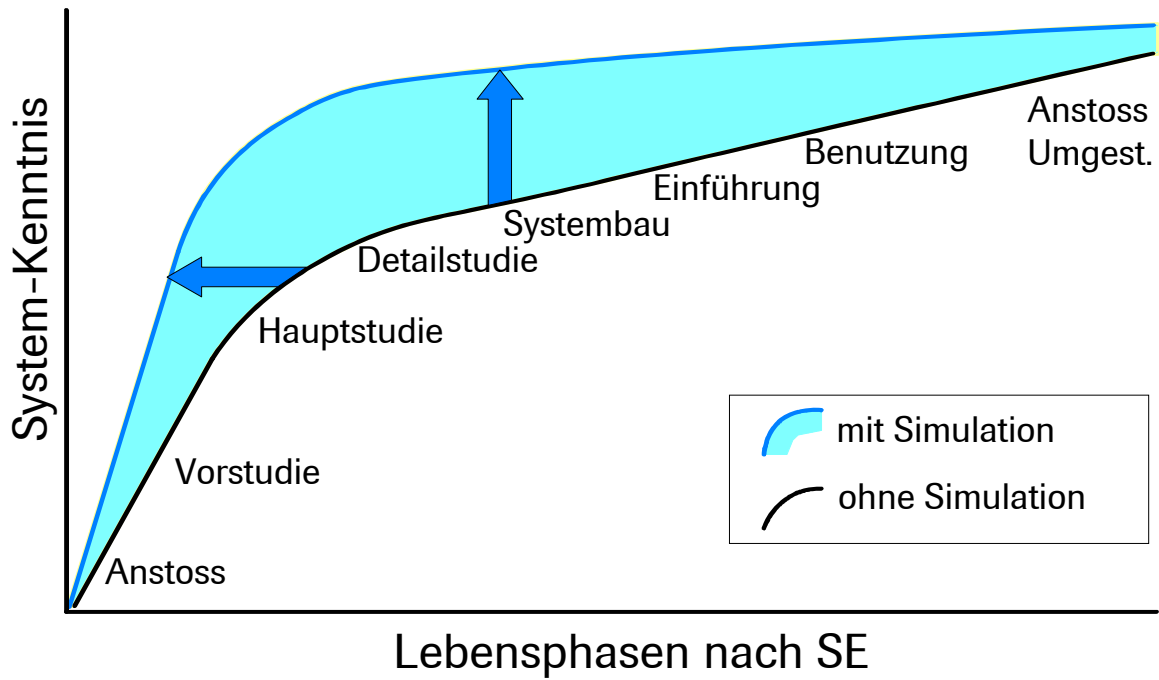 System-Kenntnis
Anstoss
Umgest.
Benutzung
Einführung
Systembau
Detailstudie
Hauptstudie
Vorstudie
Anstoss
mit Simulation
ohne Simulation
Lebensphasen nach SE